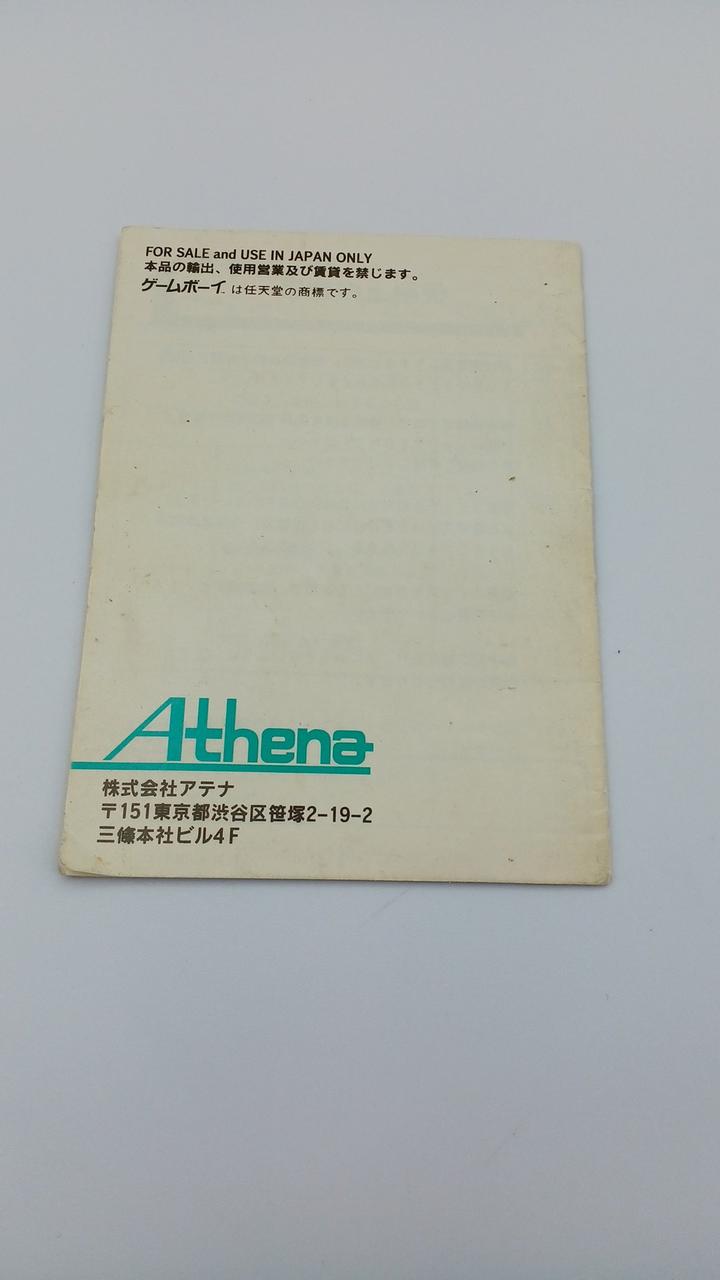 FOR SALE and USE IN JAPAN ONLY
本品の輸出、使用営業及び賃貸を禁じます。
ゲームボーイ™は任天堂の商標です。
Athena
株式会社アテナ
〒151東京都渋谷区笹塚2-19-2
三條本社ビル4F